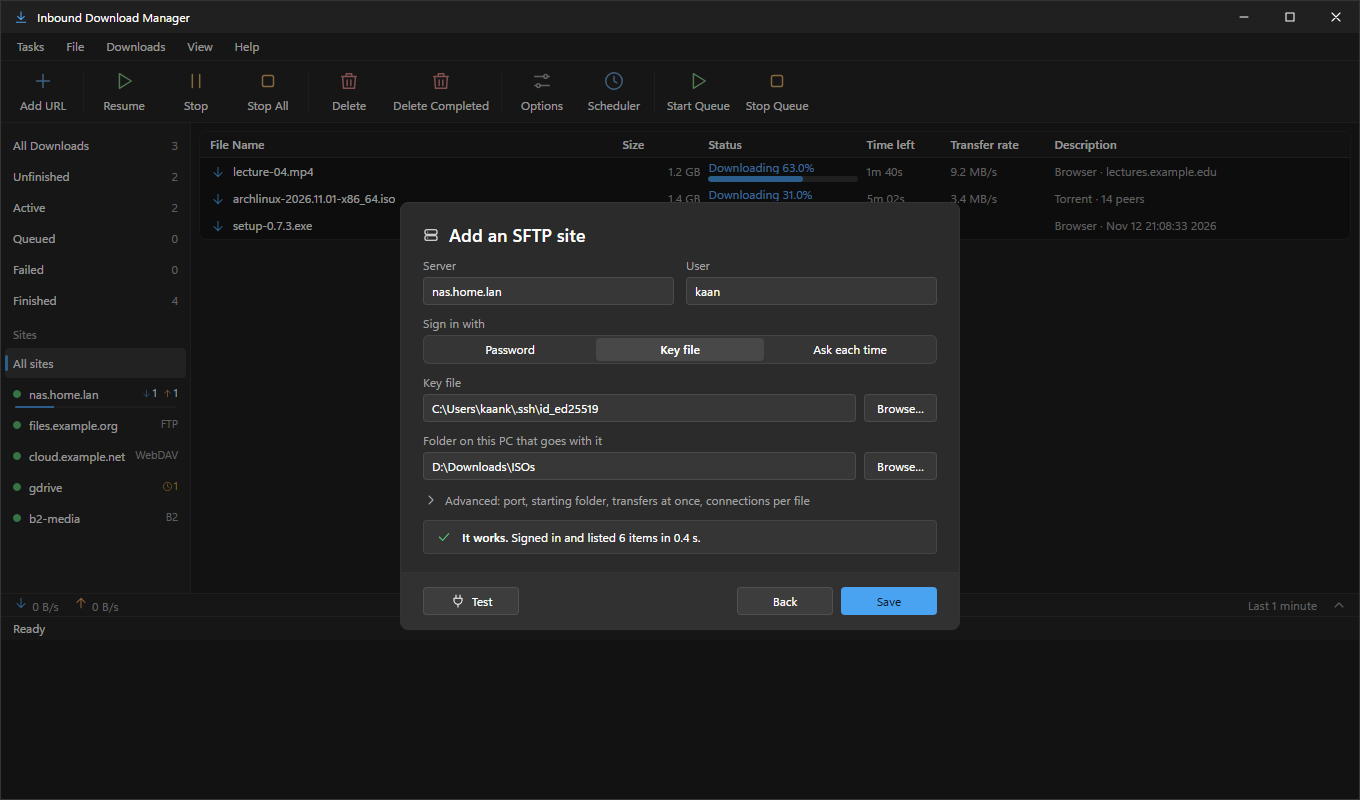 Inbound Download Manager
Tasks File Downloads View Help
Add URL Resume Stop Stop All Delete Delete Completed Options Scheduler Start Queue Stop Queue
All Downloads 3
Unfinished 2
Active 2
Queued 0
Failed 0
Finished 4
Sites
All sites
nas.home.lan ↓1 ↑1
files.example.org FTP
cloud.example.net WebDAV
gdrive 1
b2-media B2
File Name Size Status Time left Transfer rate Description
lecture-04.mp4 1.2 GB Downloading 63.0% 1m 40s 9.2 MB/s Browser · lectures.example.edu
archlinux-2026.11.01-x86_64.iso 1.4 GB Downloading 31.0% 5m 02s 3.4 MB/s Torrent · 14 peers
setup-0.7.3.exe Browser · Nov 12 21:08:33 2026
Add an SFTP site
Server User
nas.home.lan kaan
Sign in with
Password Key file Ask each time
Key file
C:\Users\kaank\.ssh\id_ed25519 Browse...
Folder on this PC that goes with it
D:\Downloads\ISOs Browse...
Advanced: port, starting folder, transfers at once, connections per file
It works. Signed in and listed 6 items in 0.4 s.
Test Back Save
0 B/s 0 B/s Last 1 minute
Ready